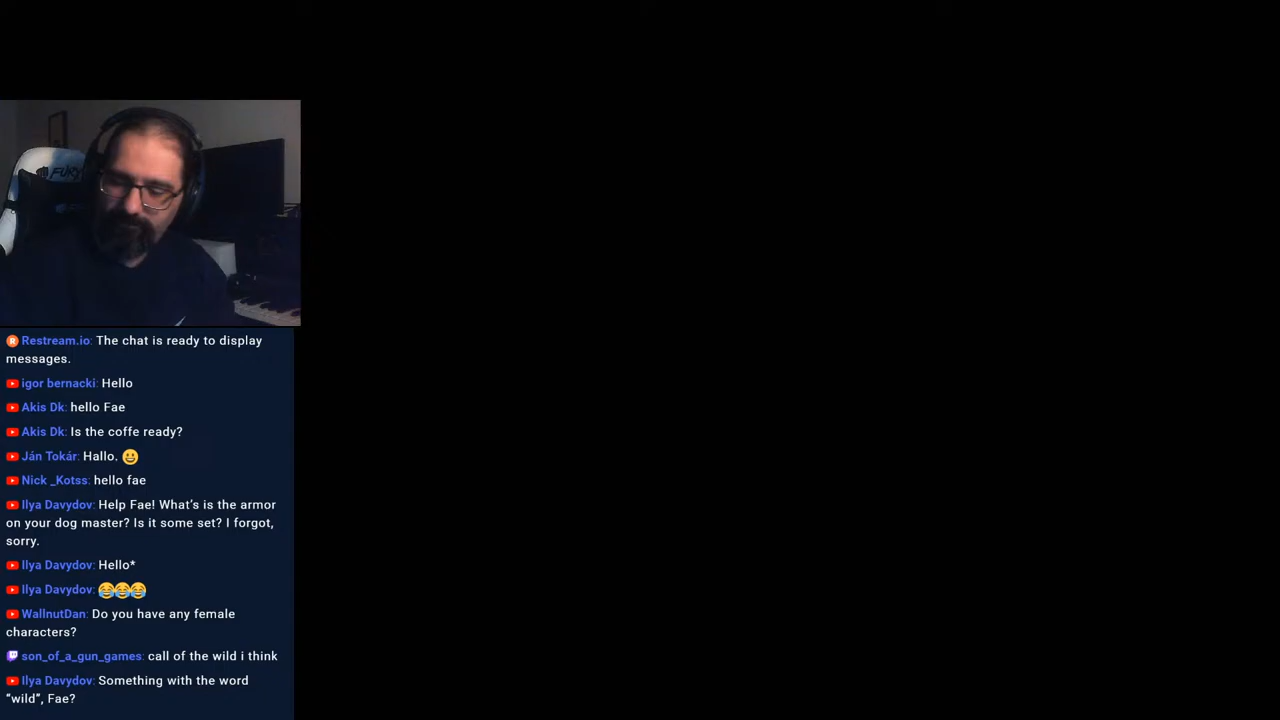 FURY
Restream.io: The chat is ready to display
messages.
igor bernacki: Hello
Akis Dk: hello Fae
Akis Dk: Is the coffe ready?
Ján Tokár: Hallo. 😀
Nick _Kotss: hello fae
Ilya Davydov: Help Fae! What’s is the armor
on your dog master? Is it some set? I forgot,
sorry.
Ilya Davydov: Hello*
Ilya Davydov: 😂😂😂
WallnutDan: Do you have any female
characters?
son_of_a_gun_games: call of the wild i think
Ilya Davydov: Something with the word
“wild”, Fae?